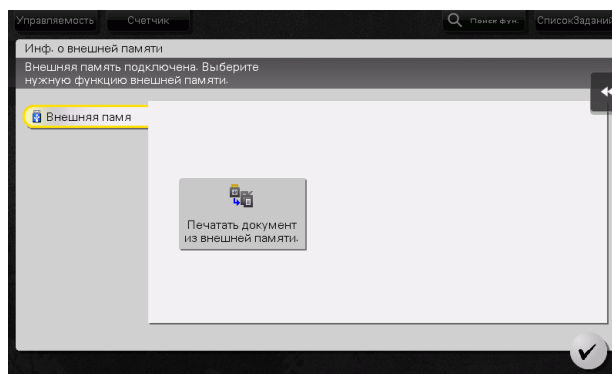 Управляемость Счетчик Поиск фун. СписокЗаданий
Инф. о внешней памяти
Внешняя память подключена. Выберите
нужную функцию внешней памяти.
Внешняя памя
Печатать документ
из внешней памяти.